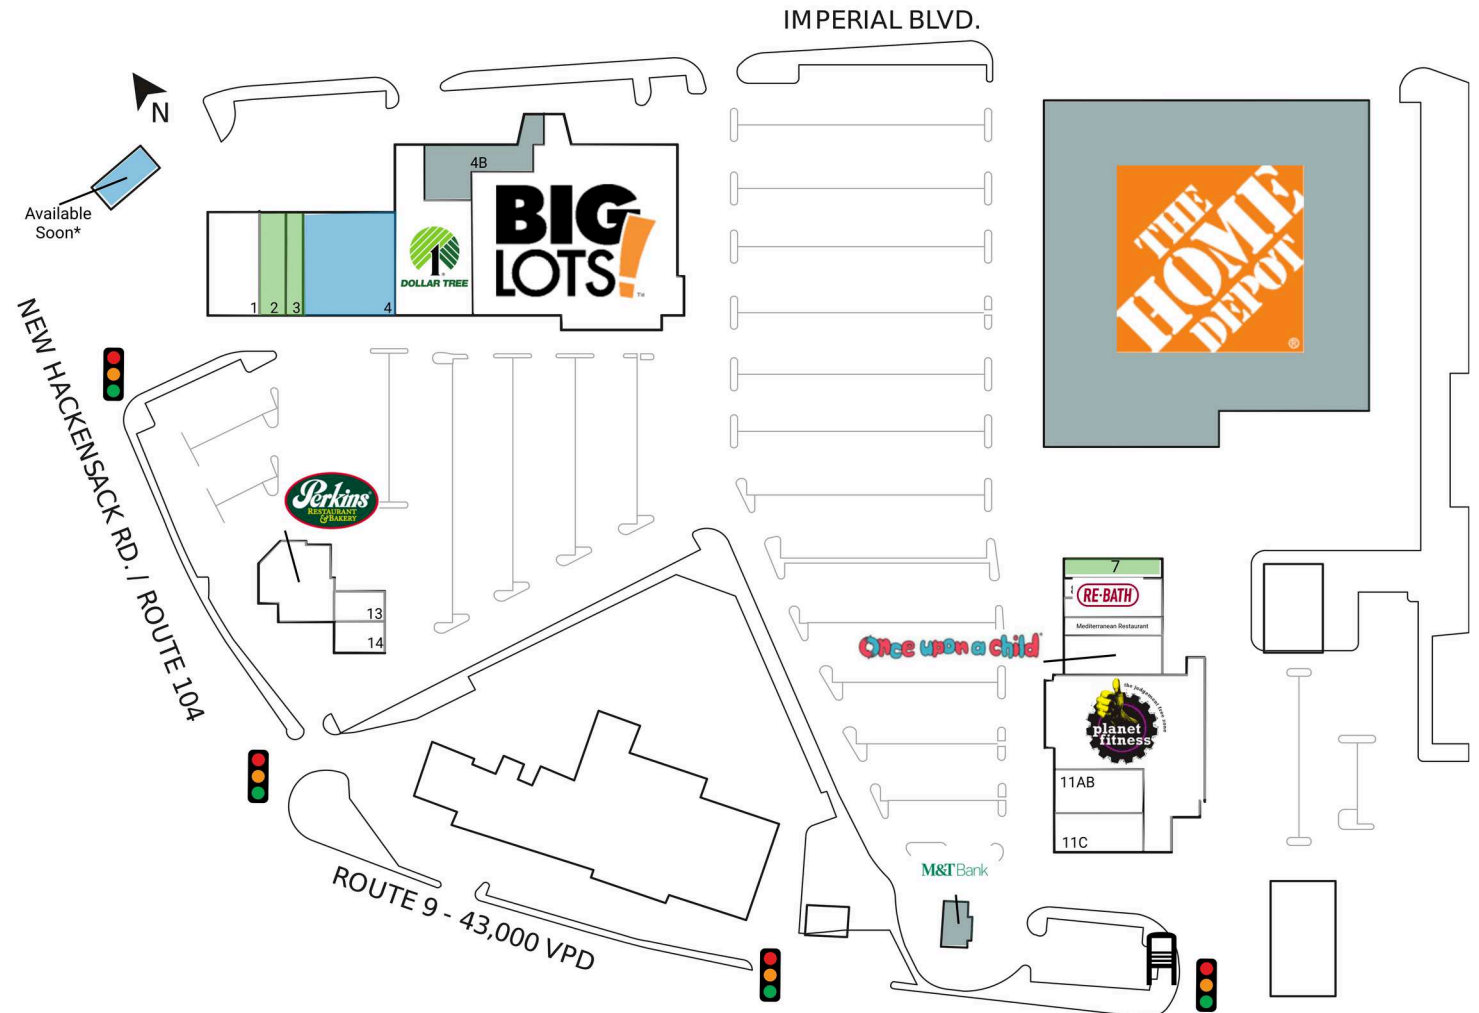 IMPERIAL BLVD.
N
Available
Soon*
4B
BIG
LOTS!
™
1
DOLLAR TREE
1
2
3
4
THE
HOME
DEPOT
®
NEW HACKENSACK RD. / ROUTE 104
Perkins
RESTAURANT
& BAKERY
13
14
7
RE-BATH
Mediterranean Restaurant
Once upon a child
the judgement free zone
planet
fitness
11AB
11C
M&T Bank
ROUTE 9 - 43,000 VPD